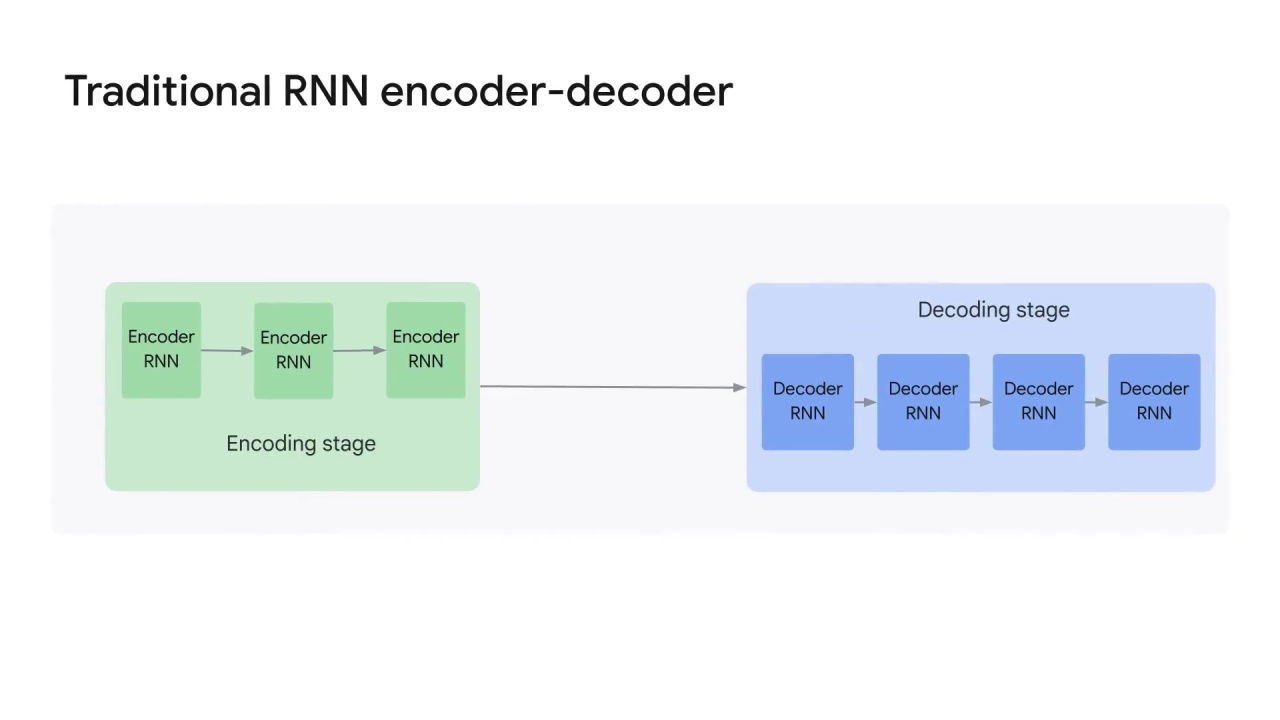 Traditional RNN encoder-decoder
Encoder
RNN
Encoder
RNN
Encoder
RNN
Encoding stage
Decoding stage
Decoder
RNN
Decoder
RNN
Decoder
RNN
Decoder
RNN